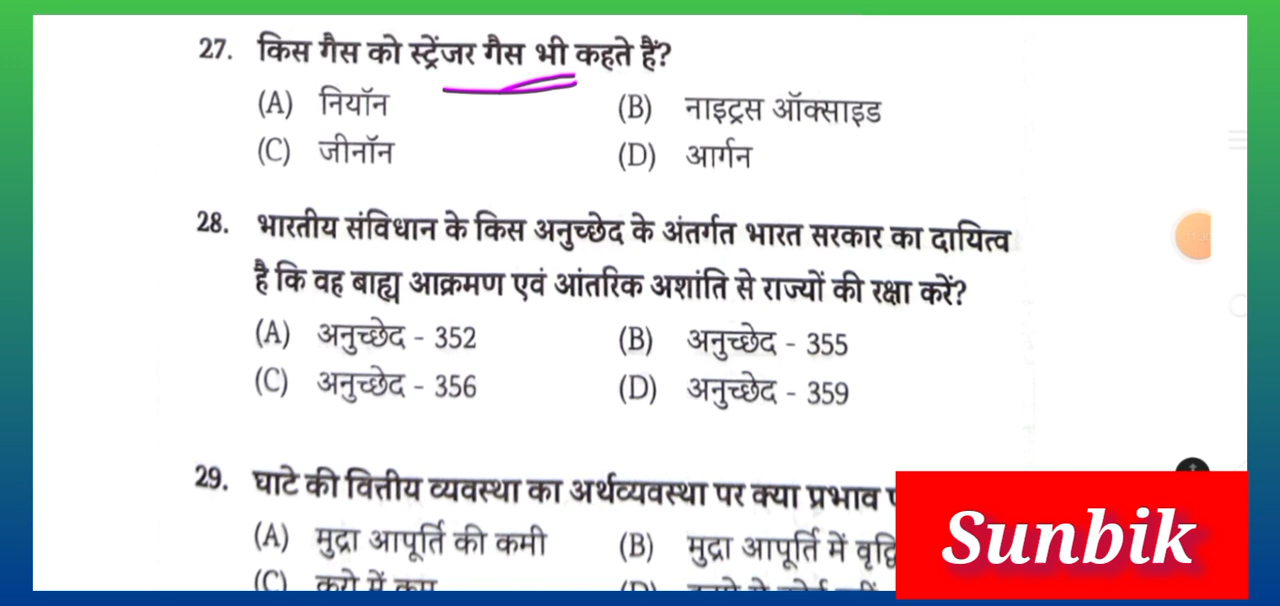 27. किस गैस को स्ट्रेंजर गैस भी कहते हैं?
(A) नियॉन (B) नाइट्रस ऑक्साइड
(C) जीनॉन (D) आर्गन
28. भारतीय संविधान के किस अनुच्छेद के अंतर्गत भारत सरकार का दायित्व
है कि वह बाह्य आक्रमण एवं आंतरिक अशांति से राज्यों की रक्षा करें?
(A) अनुच्छेद - 352 (B) अनुच्छेद - 355
(C) अनुच्छेद - 356 (D) अनुच्छेद - 359
29. घाटे की वित्तीय व्यवस्था का अर्थव्यवस्था पर क्या प्रभाव
(A) मुद्रा आपूर्ति की कमी (B) मुद्रा आपूर्ति में
(C) (D)
Sunbik